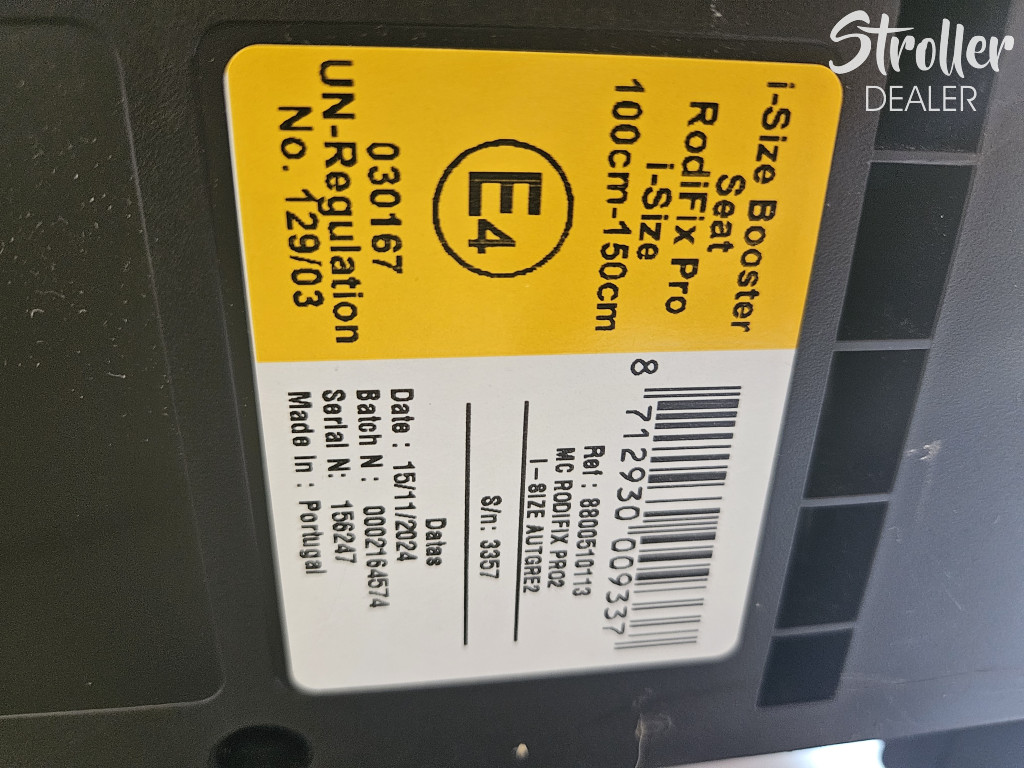 Stroller
DEALER
i-Size Booster
Seat
RodiFix Pro
i-Size
100cm-150cm
E4
030167
UN-Regulation
No. 129/03
8 712930 009337
Ref : 8800510113
MC RODIFIX PRO2
I - SIZE AUTGRE2
S/n: 3357
Datas
Date : 15/11/2024
Batch N : 0002164574
Serial N: 156247
Made In : Portugal